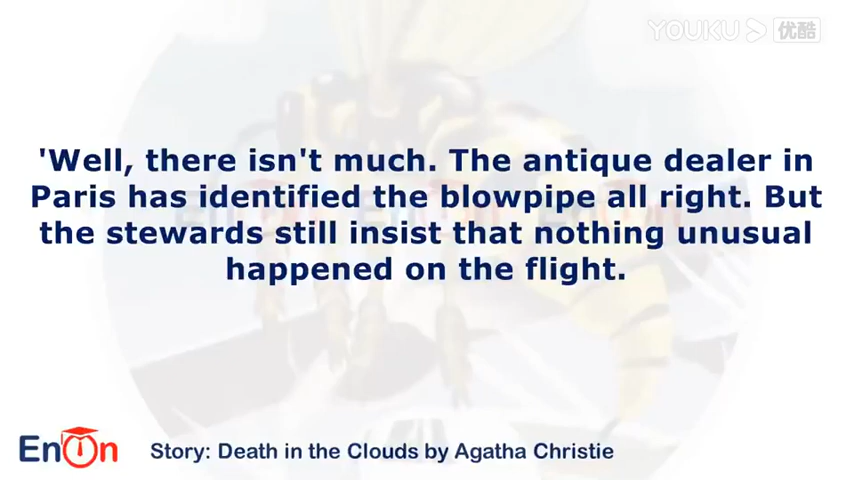 YOUKU 优酷
'Well, there isn't much. The antique dealer in
Paris has identified the blowpipe all right. But
the stewards still insist that nothing unusual
happened on the flight.
EnOn
Story: Death in the Clouds by Agatha Christie